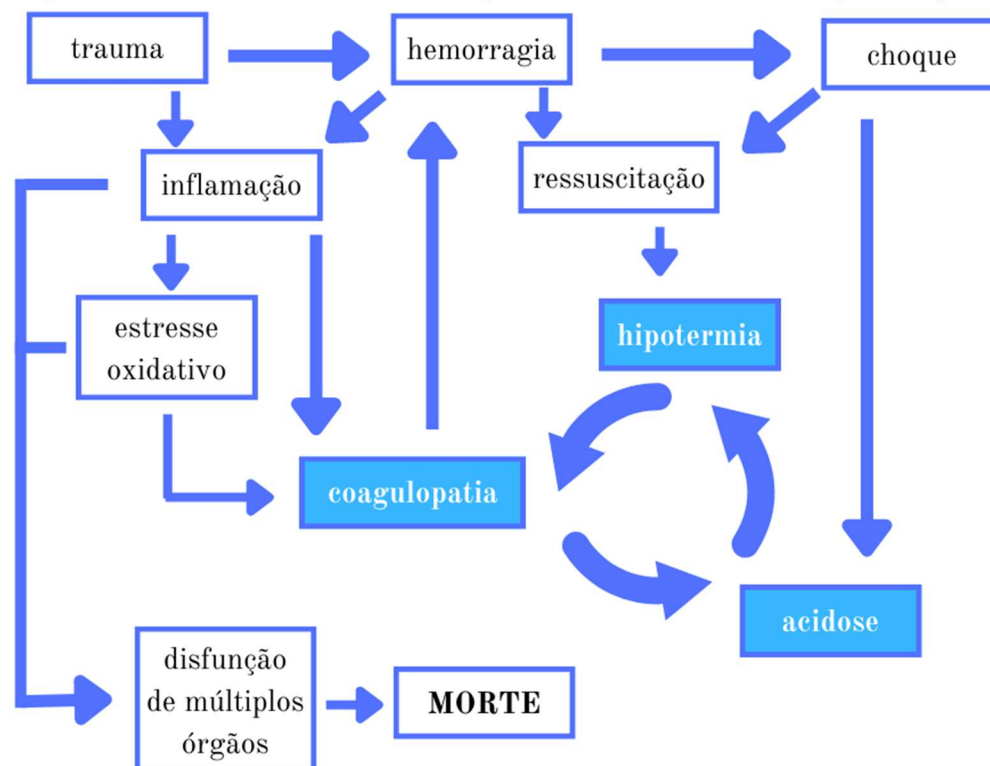 trauma
hemorragia
choque
inflamação
ressuscitação
estresse
oxidativo
hipotermia
coagulopatia
acidose
disfunção
de múltiplos
órgãos
MORTE